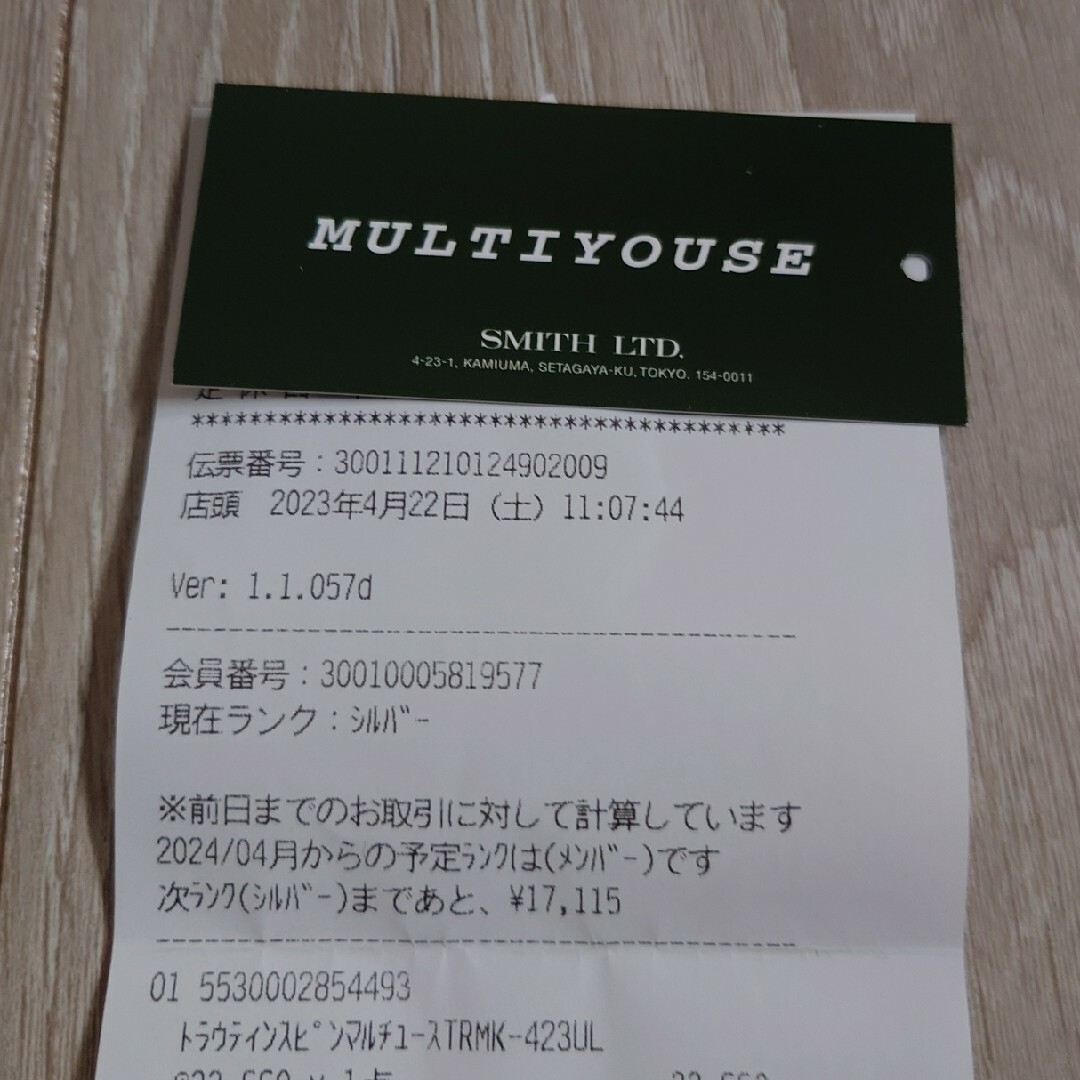 MULTIYOUSE
SMITH LTD.
4-23-1, KAMIUMA, SETAGAYA-KU, TOKYO. 154-0011
*****************************************
伝票番号：300111210124902009
店頭　2023年4月22日（土）11:07:44
Ver: 1.1.057d
会員番号：30010005819577
現在ランク：ｼﾙﾊﾞｰ
※前日までのお取引に対して計算しています
2024/04月からの予定ﾗﾝｸは(ﾒﾝﾊﾞｰ)です
次ﾗﾝｸ(ｼﾙﾊﾞｰ)まであと、¥17,115
01 5530002854493
ﾄﾗｳﾃｨﾝｽﾋﾟﾝﾏﾙﾁﾕｰｽTRMK-423UL